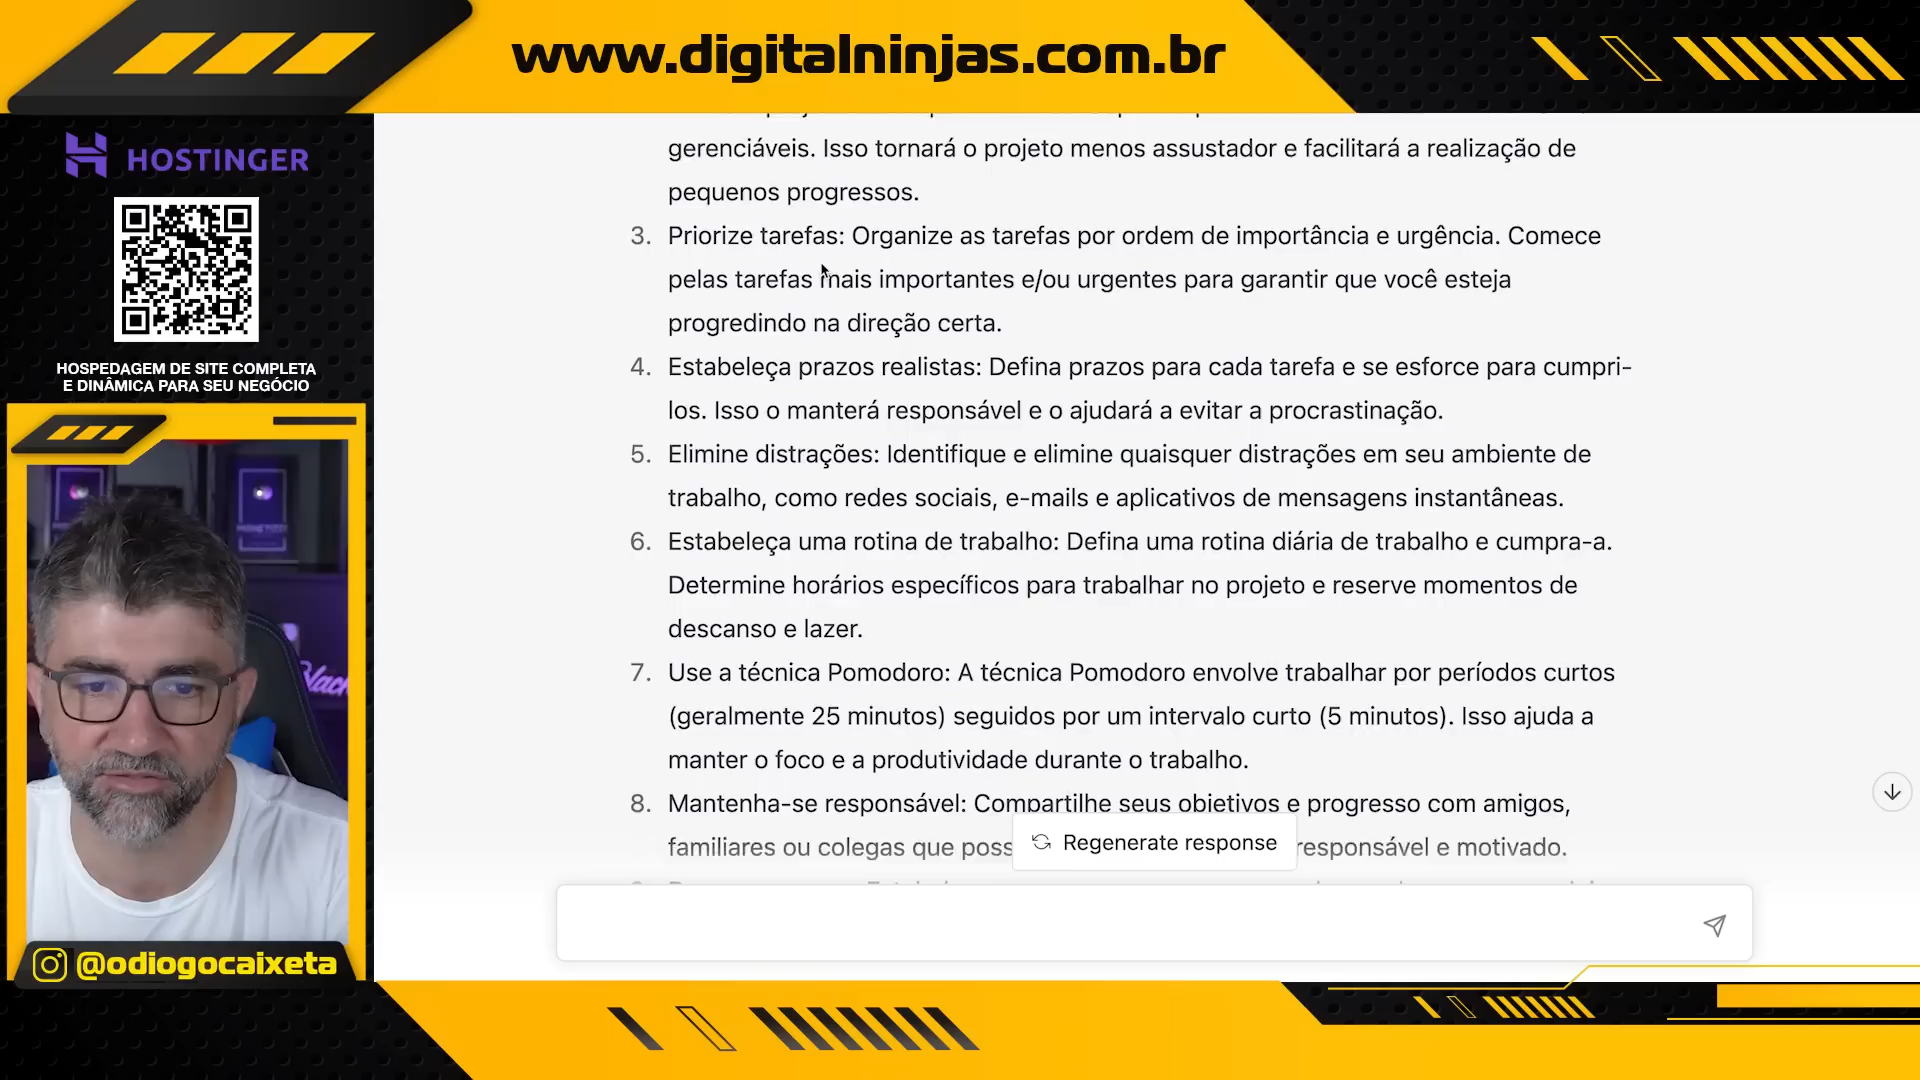 www.digitalninjas.com.br
HOSTINGER
HOSPEDAGEM DE SITE COMPLETA
E DINÂMICA PARA SEU NEGÓCIO
gerenciáveis. Isso tornará o projeto menos assustador e facilitará a realização de
pequenos progressos.
3. Priorize tarefas: Organize as tarefas por ordem de importância e urgência. Comece
pelas tarefas mais importantes e/ou urgentes para garantir que você esteja
progredindo na direção certa.
4. Estabeleça prazos realistas: Defina prazos para cada tarefa e se esforce para cumpri-
los. Isso o manterá responsável e o ajudará a evitar a procrastinação.
5. Elimine distrações: Identifique e elimine quaisquer distrações em seu ambiente de
trabalho, como redes sociais, e-mails e aplicativos de mensagens instantâneas.
6. Estabeleça uma rotina de trabalho: Defina uma rotina diária de trabalho e cumpra-a.
Determine horários específicos para trabalhar no projeto e reserve momentos de
descanso e lazer.
7. Use a técnica Pomodoro: A técnica Pomodoro envolve trabalhar por períodos curtos
(geralmente 25 minutos) seguidos por um intervalo curto (5 minutos). Isso ajuda a
manter o foco e a produtividade durante o trabalho.
8. Mantenha-se responsável: Compartilhe seus objetivos e progresso com amigos,
familiares ou colegas que responsável e motivado.
Regenerate response
@odiogocaixeta